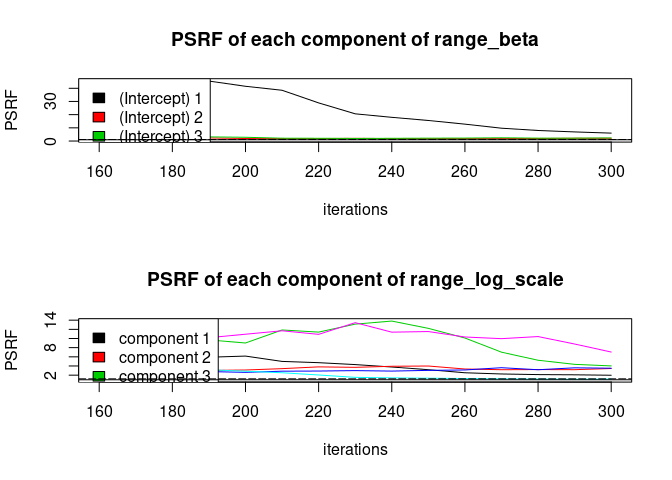 PSRF of each component of range_beta
PSRF
30
0
(Intercept) 1
(Intercept) 2
(Intercept) 3
160 180 200 220 240 260 280 300
iterations
PSRF of each component of range_log_scale
PSRF
14
8
2
component 1
component 2
component 3
160 180 200 220 240 260 280 300
iterations